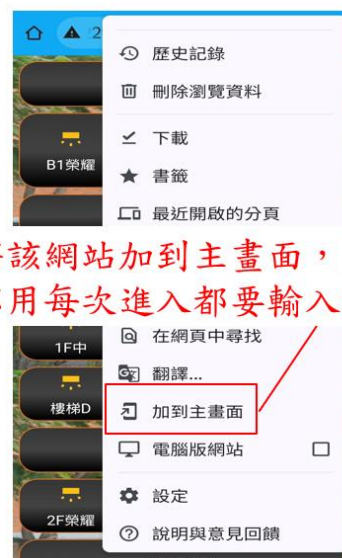 2
歷史記錄
刪除瀏覽資料
下載
B1榮耀
書籤
最近開啟的分頁
該網站加到主畫面，
用每次進入都要輸入
1F中
在網頁中尋找
翻譯...
樓梯D
加到主畫面
電腦版網站
2F榮耀
設定
說明與意見回饋